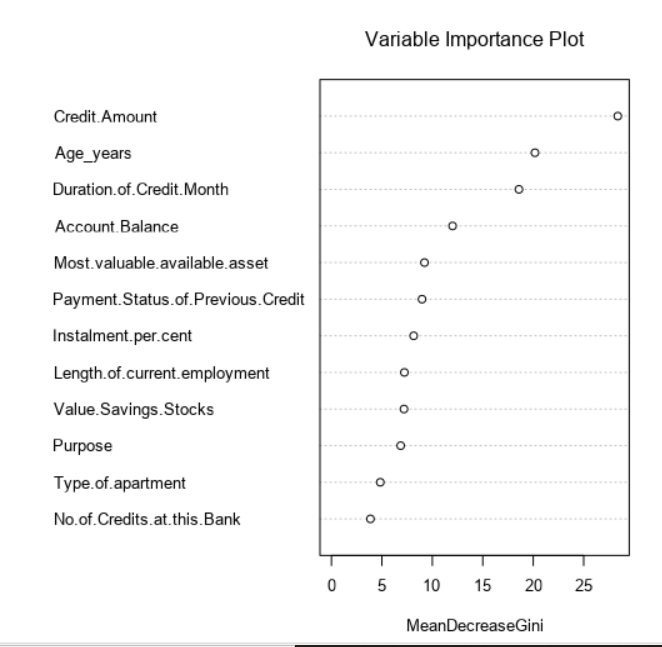 Variable Importance Plot
Credit.Amount
Age_years
Duration.of.Credit.Month
Account.Balance
Most.valuable.available.asset
Payment.Status.of.Previous.Credit
Instalment.per.cent
Length.of.current.employment
Value.Savings.Stocks
Purpose
Type.of.apartment
No.of.Credits.at.this.Bank
0 5 10 15 20 25
MeanDecreaseGini